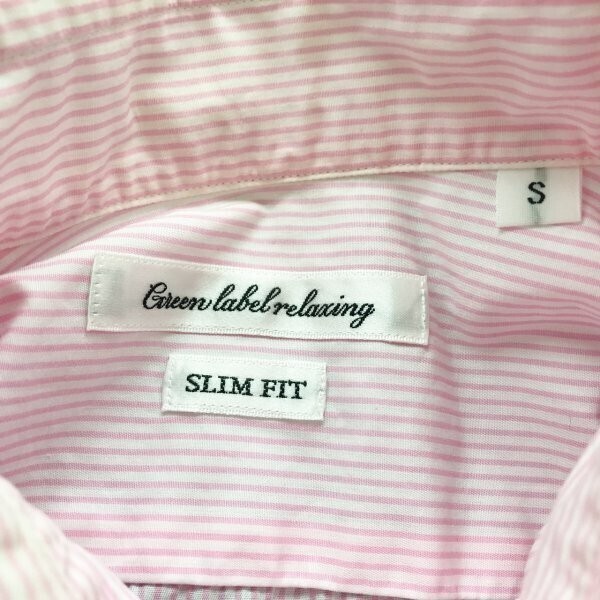 S
Green label relaxing
SLIM FIT